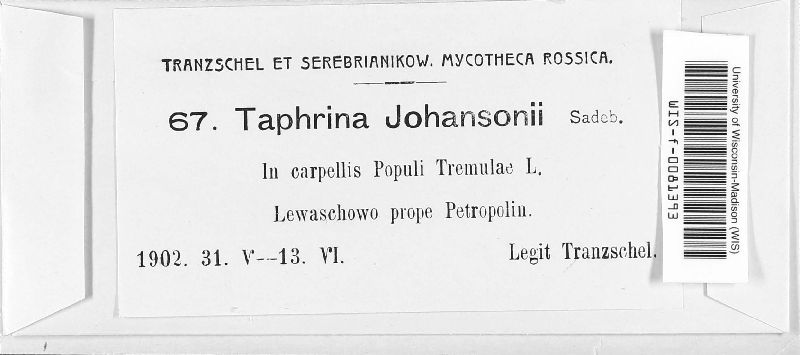 TRANZSCHEL ET SEREBRIANIKOW. MYCOTHECA ROSSICA.
67. Taphrina Johansonii Sadeb.
In carpellis Populi Tremulae L.
Lewaschowo prope Petropolin.
1902. 31. V—13. VI. Legit Tranzschel.
University of Wisconsin-Madison (WIS)
WIS-f-0081393